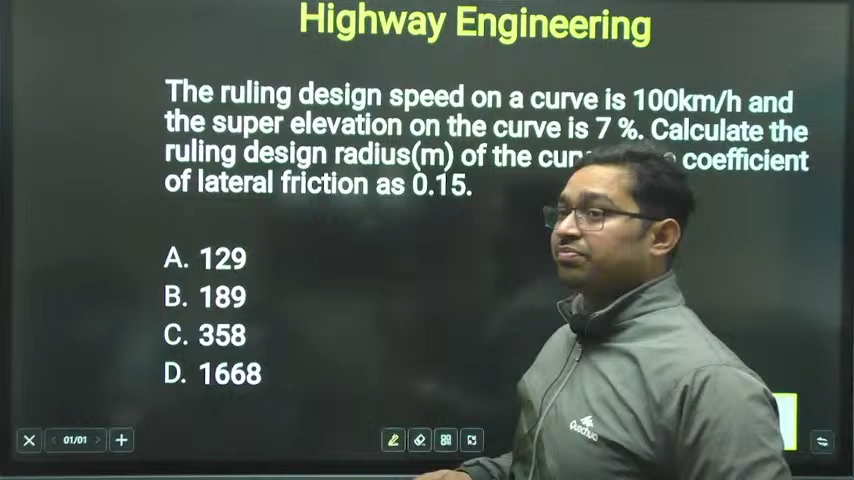 Highway Engineering
The ruling design speed on a curve is 100km/h and
the super elevation on the curve is 7 %. Calculate the
ruling design radius(m) of the coefficient
of lateral friction as 0.15.
A. 129
B. 189
C. 358
D. 1668
01/01
Quechua